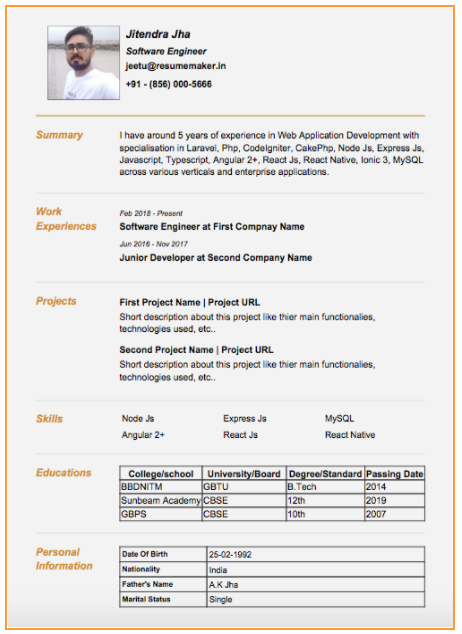 Jitendra Jha
Software Engineer
jeetu@resumemaker.in
+91 - (856) 000-5666
Summary
I have around 5 years of experience in Web Application Development with
specialisation in Laravel, Php, CodeIgniter, CakePhp, Node Js, Express Js,
Javascript, Typescript, Angular 2+, React Js, React Native, Ionic 3, MySQL
across various verticals and enterprise applications.
Work
Experiences
Feb 2018 - Present
Software Engineer at First Compnay Name
Jun 2016 - Nov 2017
Junior Developer at Second Company Name
Projects
First Project Name | Project URL
Short description about this project like thier main functionalies,
technologies used, etc..
Second Project Name | Project URL
Short description about this project like thier main functionalies,
technologies used, etc..
Skills
Node Js Express Js MySQL
Angular 2+ React Js React Native
Educations
College/school University/Board Degree/Standard Passing Date
BBDNITM GBTU B.Tech 2014
Sunbeam Academy CBSE 12th 2019
GBPS CBSE 10th 2007
Personal
Information
Date Of Birth 25-02-1992
Nationality India
Father's Name A.K Jha
Marital Status Single